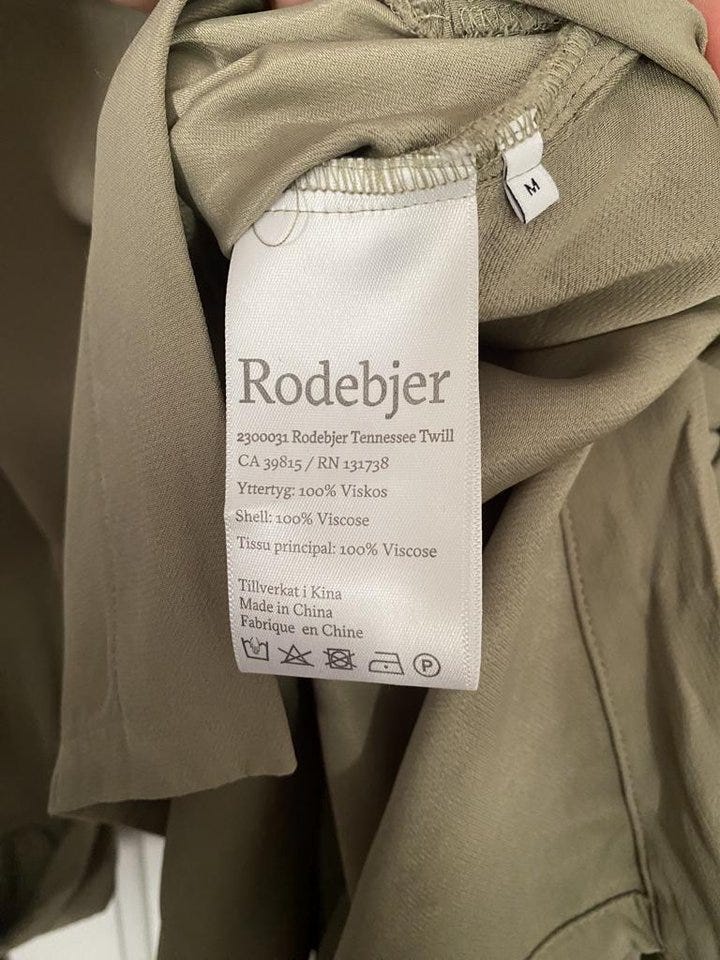 M
Rodebjer
2300031 Rodebjer Tennessee Twill
CA 39815 / RN 131738
Yttertyg: 100% Viskos
Shell: 100% Viscose
Tissu principal: 100% Viscose
Tillverkat i Kina
Made in China
Fabrique en Chine
P